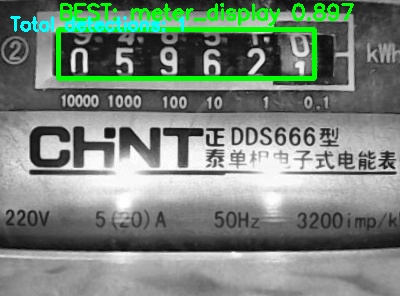 BEST: meter_display 0.897
Total detections: 1
② 0 5 9 6 2 1 kWh
10000 1000 100 10 1 0.1
CHNT 正泰 DDS666型
单相电子式电能表
220V 5(20)A 50Hz 3200imp/k